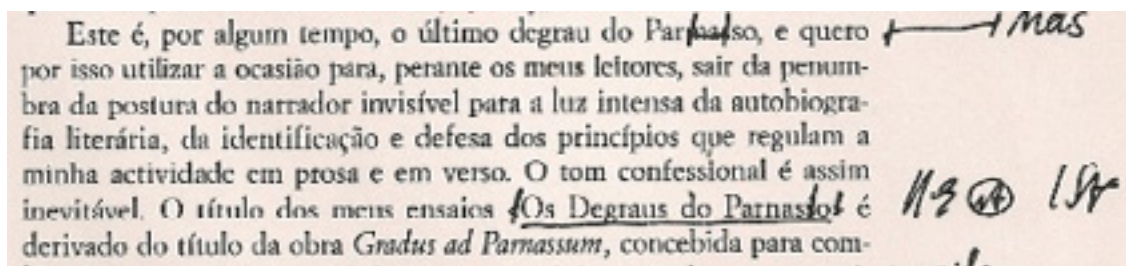 Este é, por algum tempo, o último degrau do Parnaso, e quero mas
por isso utilizar a ocasião para, perante os meus leitores, sair da penum-
bra da postura do narrador invisível para a luz intensa da autobiogra-
fia literária, da identificação e defesa dos princípios que regulam a
minha actividade em prosa e em verso. O tom confessional é assim
inevitável. O título dos meus ensaios Os Degraus do Parnasso é
derivado do título da obra Gradus ad Parnassum, concebida para com-